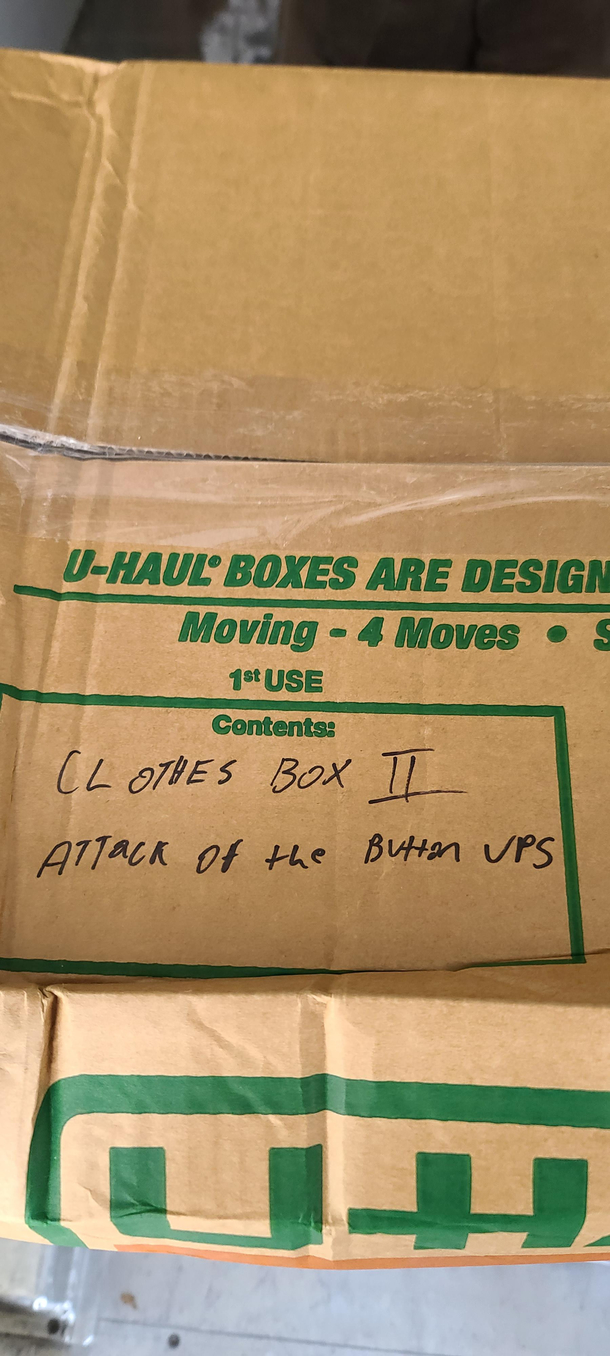 U-HAUL® BOXES ARE DESIGN
Moving - 4 Moves •
1st USE
Contents:
CLOTHES BOX II
ATTacK Of the Button UPS
U-H